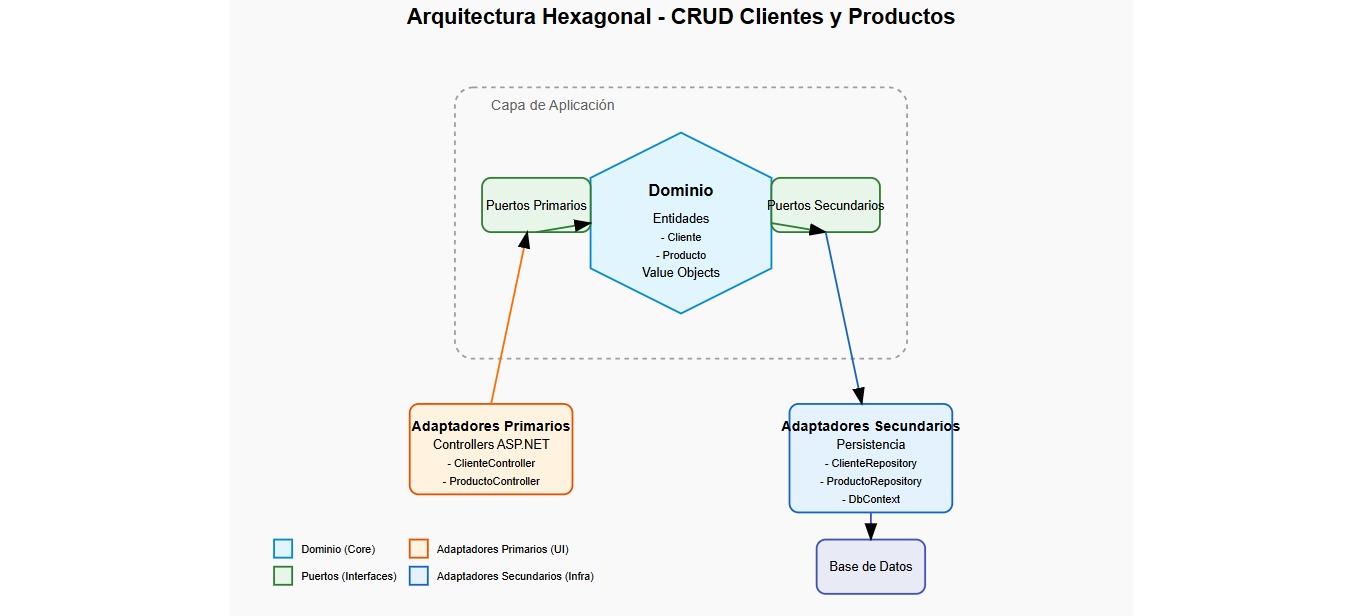 Arquitectura Hexagonal - CRUD Clientes y Productos
Capa de Aplicación
Puertos Primarios
Dominio
Entidades
- Cliente
- Producto
Value Objects
Puertos Secundarios
Adaptadores Primarios
Controllers ASP.NET
- ClienteController
- ProductoController
Adaptadores Secundarios
Persistencia
- ClienteRepository
- ProductoRepository
- DbContext
Base de Datos
Dominio (Core)
Adaptadores Primarios (UI)
Puertos (Interfaces)
Adaptadores Secundarios (Infra)